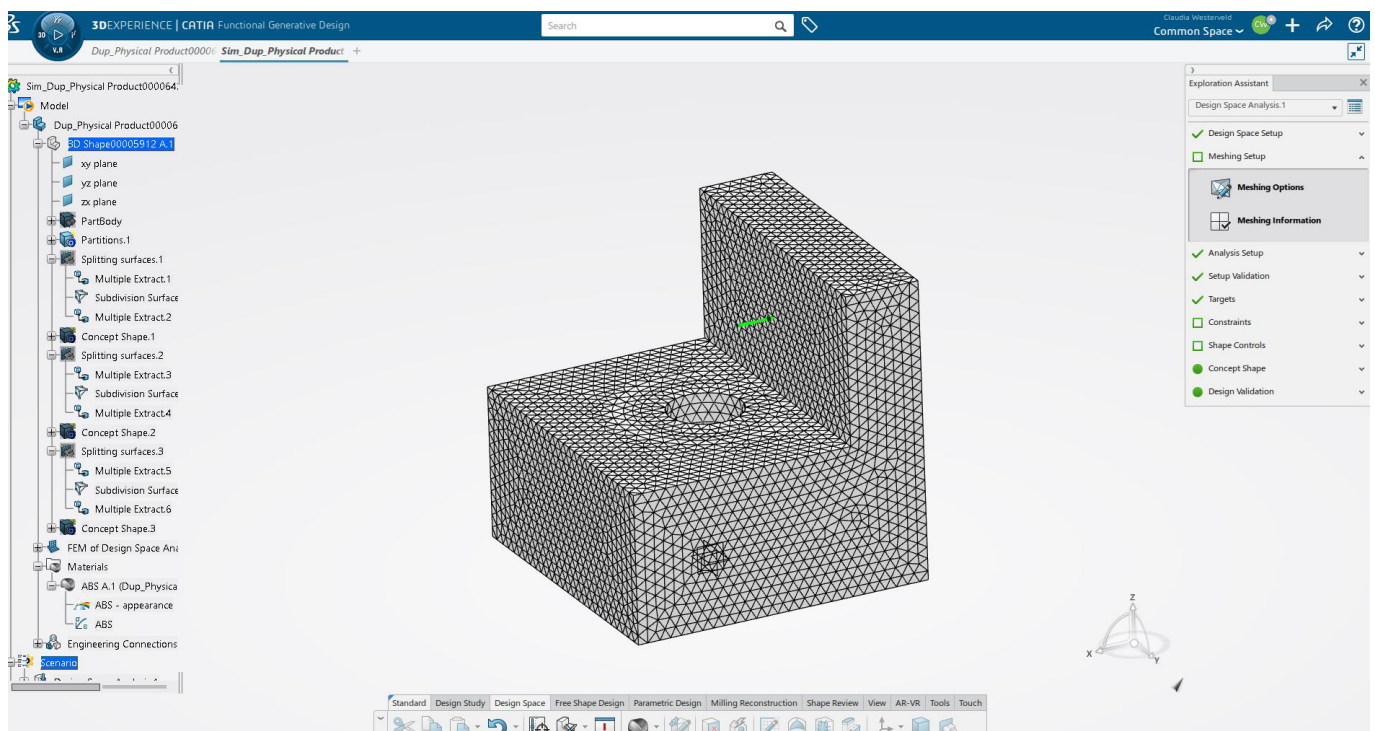 3DEXPERIENCE | CATIA Functional Generative Design
Search
Claudia Westerveld
Common Space
CW
3D
V.R
Dup_Physical Product0000
Sim_Dup_Physical Product
Sim_Dup_Physical Product000064
Model
Dup_Physical Product00006
3D Shape00005912 A.1
xy plane
yz plane
zx plane
PartBody
Partitions.1
Splitting surfaces.1
Multiple Extract.1
Subdivision Surface
Multiple Extract.2
Concept Shape.1
Splitting surfaces.2
Multiple Extract.3
Subdivision Surface
Multiple Extract.4
Concept Shape.2
Splitting surfaces.3
Multiple Extract.5
Subdivision Surface
Multiple Extract.6
Concept Shape.3
FEM of Design Space Ana
Materials
ABS A.1 (Dup_Physica
ABS - appearance
ABS
Engineering Connections
Scenario
Exploration Assistant
Design Space Analysis.1
Design Space Setup
Meshing Setup
Meshing Options
Meshing Information
Analysis Setup
Setup Validation
Targets
Constraints
Shape Controls
Concept Shape
Design Validation
Z
X
Y
Standard Design Study Design Space Free Shape Design Parametric Design Milling Reconstruction Shape Review View AR-VR Tools Touch